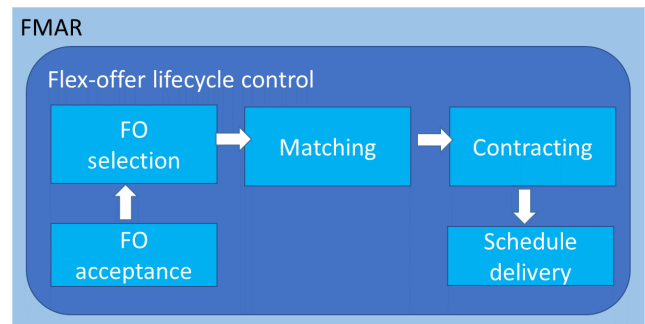 FMAR
Flex-offer lifecycle control
FO
selection
Matching
Contracting
FO
acceptance
Schedule
delivery